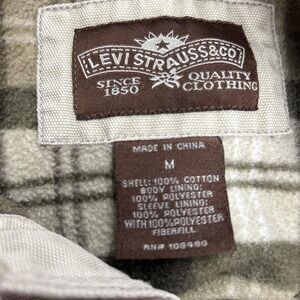 LEVI STRAUSS & CO
SINCE QUALITY
1850 CLOTHING
MADE IN CHINA
M
SHELL: 100% COTTON
BODY LINING:
100% POLYESTER
SLEEVE LINING:
100% POLYESTER
WITH 100% POLYESTER
FIBERFILL
RN# 108480